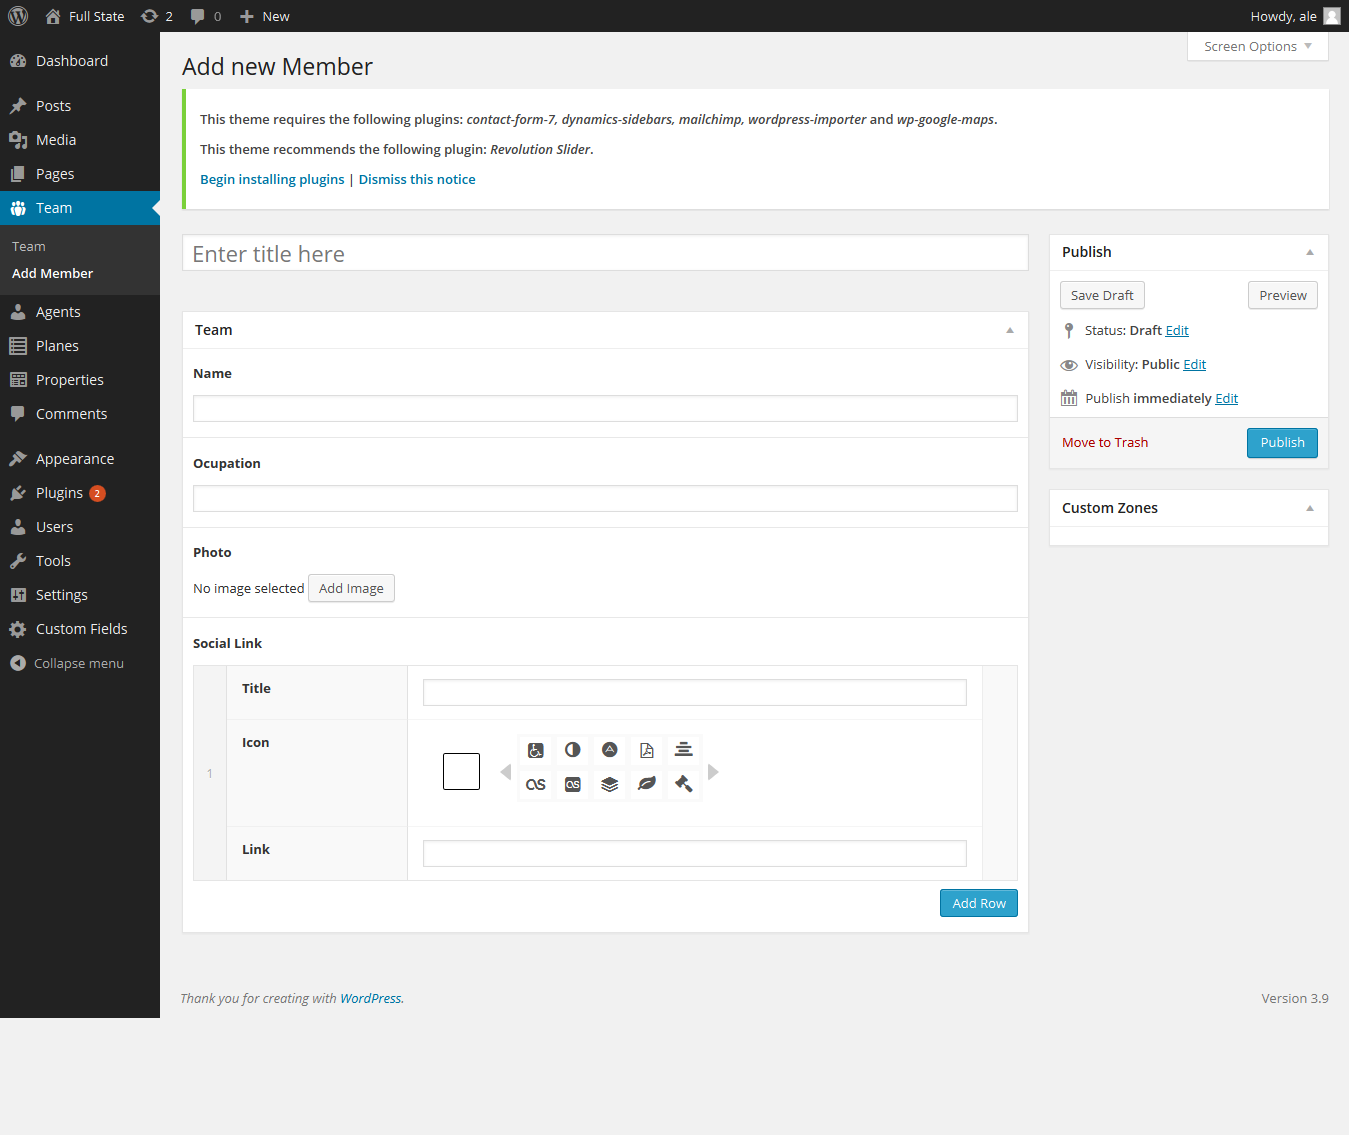 Full State 2 0 New Howdy, ale
Screen Options
Dashboard
Posts
Media
Pages
Team
Team
Add Member
Agents
Planes
Properties
Comments
Appearance
Plugins 2
Users
Tools
Settings
Custom Fields
Collapse menu
Add new Member
This theme requires the following plugins: contact-form-7, dynamics-sidebars, mailchimp, wordpress-importer and wp-google-maps.
This theme recommends the following plugin: Revolution Slider.
Begin installing plugins | Dismiss this notice
Enter title here
Team
Name
Ocupation
Photo
No image selected Add Image
Social Link
1
Title
Icon
Link
Add Row
Publish
Save Draft Preview
Status: Draft Edit
Visibility: Public Edit
Publish immediately Edit
Move to Trash Publish
Custom Zones
Thank you for creating with WordPress.
Version 3.9